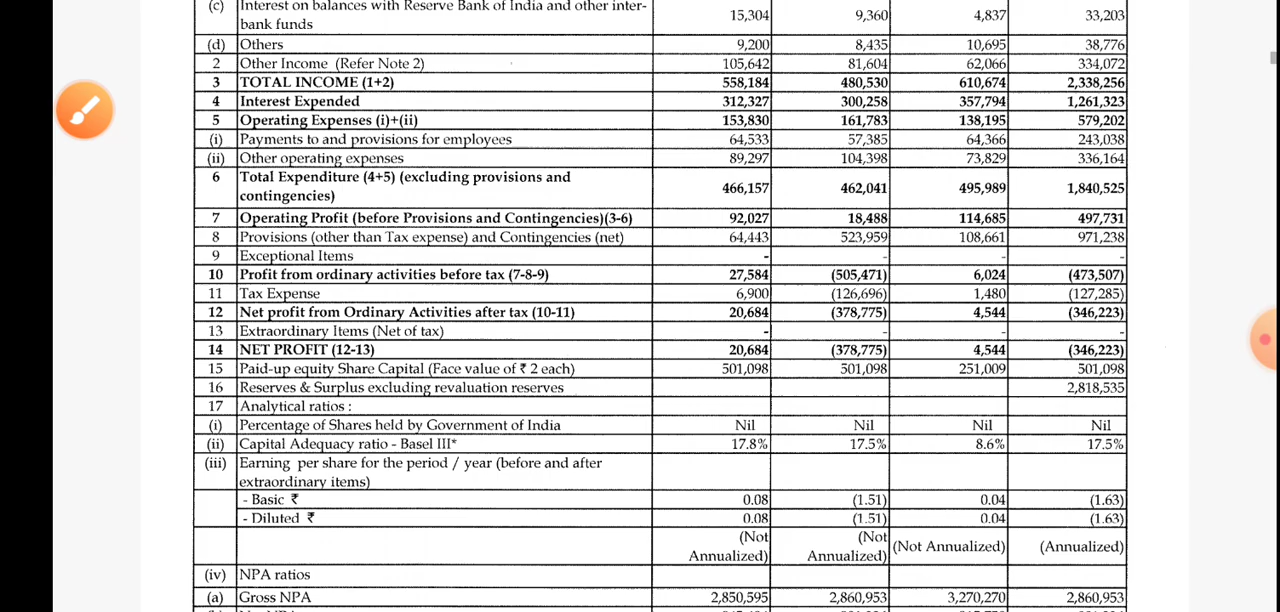 (c) Interest on balances with Reserve Bank of India and other inter-
bank funds 15,304 9,360 4,837 33,203
(d) Others 9,200 8,435 10,695 38,776
2 Other Income (Refer Note 2) 105,642 81,604 62,066 334,072
3 TOTAL INCOME (1+2) 558,184 480,530 610,674 2,338,256
4 Interest Expended 312,327 300,258 357,794 1,261,323
5 Operating Expenses (i)+(ii) 153,830 161,783 138,195 579,202
(i) Payments to and provisions for employees 64,533 57,385 64,366 243,038
(ii) Other operating expenses 89,297 104,398 73,829 336,164
6 Total Expenditure (4+5) (excluding provisions and
contingencies) 466,157 462,041 495,989 1,840,525
7 Operating Profit (before Provisions and Contingencies)(3-6) 92,027 18,488 114,685 497,731
8 Provisions (other than Tax expense) and Contingencies (net) 64,443 523,959 108,661 971,238
9 Exceptional Items - - - -
10 Profit from ordinary activities before tax (7-8-9) 27,584 (505,471) 6,024 (473,507)
11 Tax Expense 6,900 (126,696) 1,480 (127,285)
12 Net profit from Ordinary Activities after tax (10-11) 20,684 (378,775) 4,544 (346,223)
13 Extraordinary Items (Net of tax) - - - -
14 NET PROFIT (12-13) 20,684 (378,775) 4,544 (346,223)
15 Paid-up equity Share Capital (Face value of ₹ 2 each) 501,098 501,098 251,009 501,098
16 Reserves & Surplus excluding revaluation reserves 2,818,535
17 Analytical ratios :
(i) Percentage of Shares held by Government of India Nil Nil Nil Nil
(ii) Capital Adequacy ratio - Basel III* 17.8% 17.5% 8.6% 17.5%
(iii) Earning per share for the period / year (before and after
extraordinary items)
- Basic ₹ 0.08 (1.51) 0.04 (1.63)
- Diluted ₹ 0.08 (1.51) 0.04 (1.63)
(Not Annualized) (Not Annualized) (Not Annualized) (Annualized)
(iv) NPA ratios
(a) Gross NPA 2,850,595 2,860,953 3,270,270 2,860,953